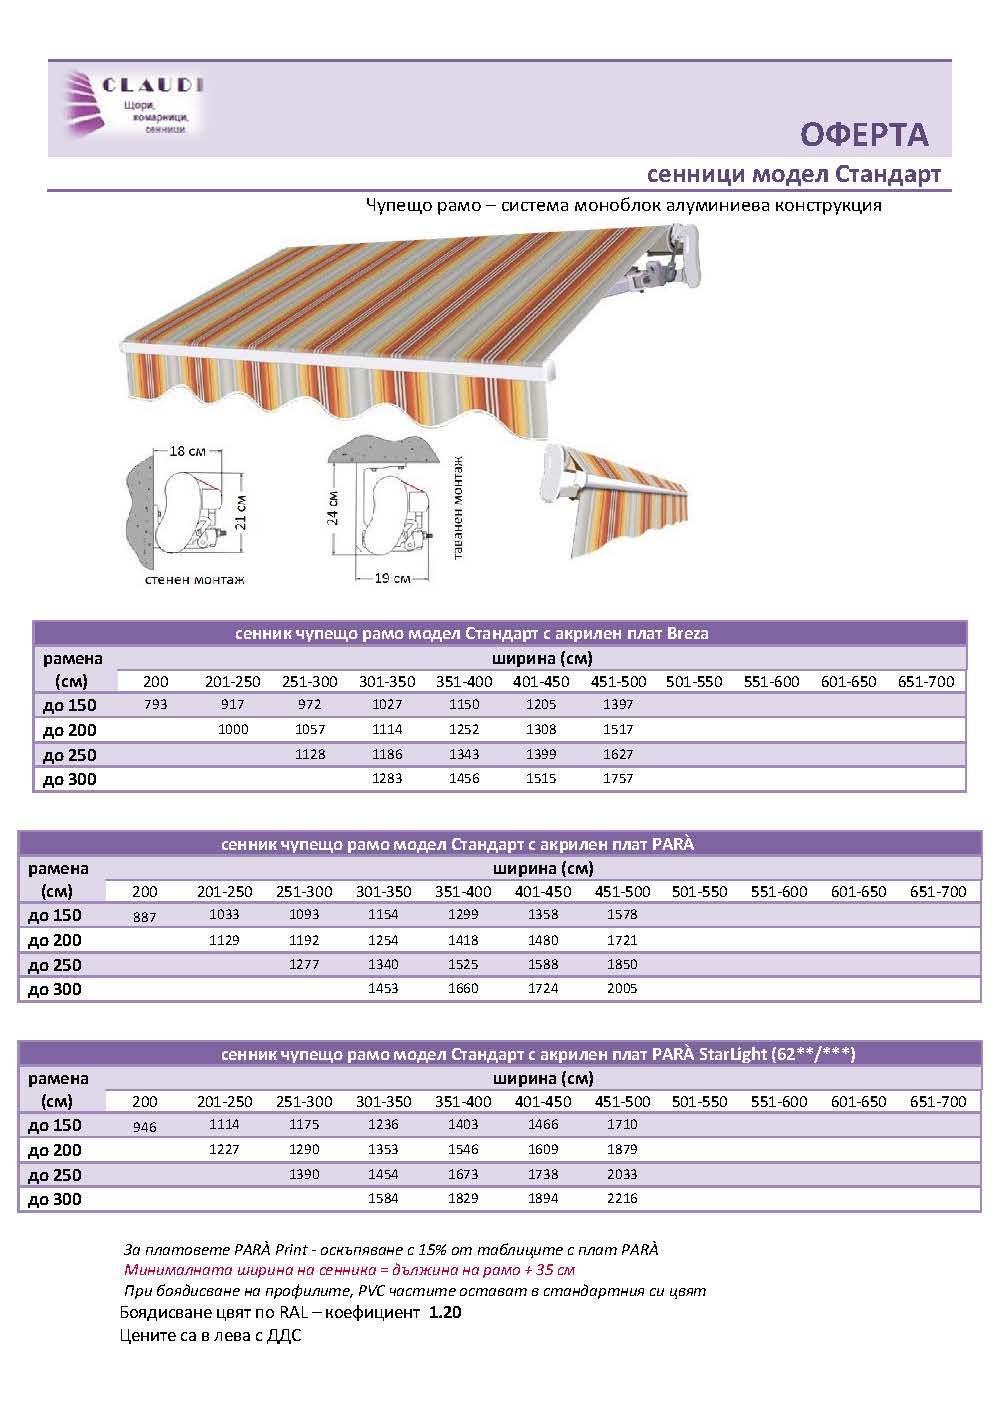 CLAUDI
Щори,
комарници,
сенници.
ОФЕРТА
сенници модел Стандарт
Чупещо рамо – система моноблок алуминиева конструкция
18 см
21 см
стенен монтаж
24 см
19 см
таванен монтаж
сенник чупещо рамо модел Стандарт с акрилен плат Breza
рамена (см) ширина (см)
200 201-250 251-300 301-350 351-400 401-450 451-500 501-550 551-600 601-650 651-700
до 150 793 917 972 1027 1150 1205 1397
до 200 1000 1057 1114 1252 1308 1517
до 250 1128 1186 1343 1399 1627
до 300 1283 1456 1515 1757
сенник чупещо рамо модел Стандарт с акрилен плат PARÀ
рамена (см) ширина (см)
200 201-250 251-300 301-350 351-400 401-450 451-500 501-550 551-600 601-650 651-700
до 150 887 1033 1093 1154 1299 1358 1578
до 200 1129 1192 1254 1418 1480 1721
до 250 1277 1340 1525 1588 1850
до 300 1453 1660 1724 2005
сенник чупещо рамо модел Стандарт с акрилен плат PARÀ StarLight (62**/***)
рамена (см) ширина (см)
200 201-250 251-300 301-350 351-400 401-450 451-500 501-550 551-600 601-650 651-700
до 150 946 1114 1175 1236 1403 1466 1710
до 200 1227 1290 1353 1546 1609 1879
до 250 1390 1454 1673 1738 2033
до 300 1584 1829 1894 2216
За платовете PARÀ Print - оскъпяване с 15% от таблиците с плат PARÀ
Минималната ширина на сенника = дължина на рамо + 35 см
При боядисване на профилите, PVC частите остават в стандартния си цвят
Боядисване цвят по RAL – коефициент 1.20
Цените са в лева с ДДС